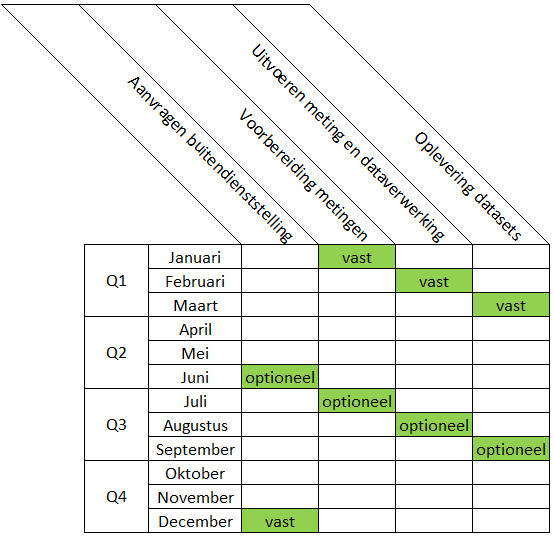 Aanvragen buitendienststelling
Voorbereiding metingen
Uitvoeren meting en dataverwerking
Oplevering datasets
Q1
Januari vast
Februari vast
Maart vast
Q2
April
Mei
Juni optioneel
Q3
Juli optioneel
Augustus optioneel
September optioneel
Q4
Oktober
November
December vast